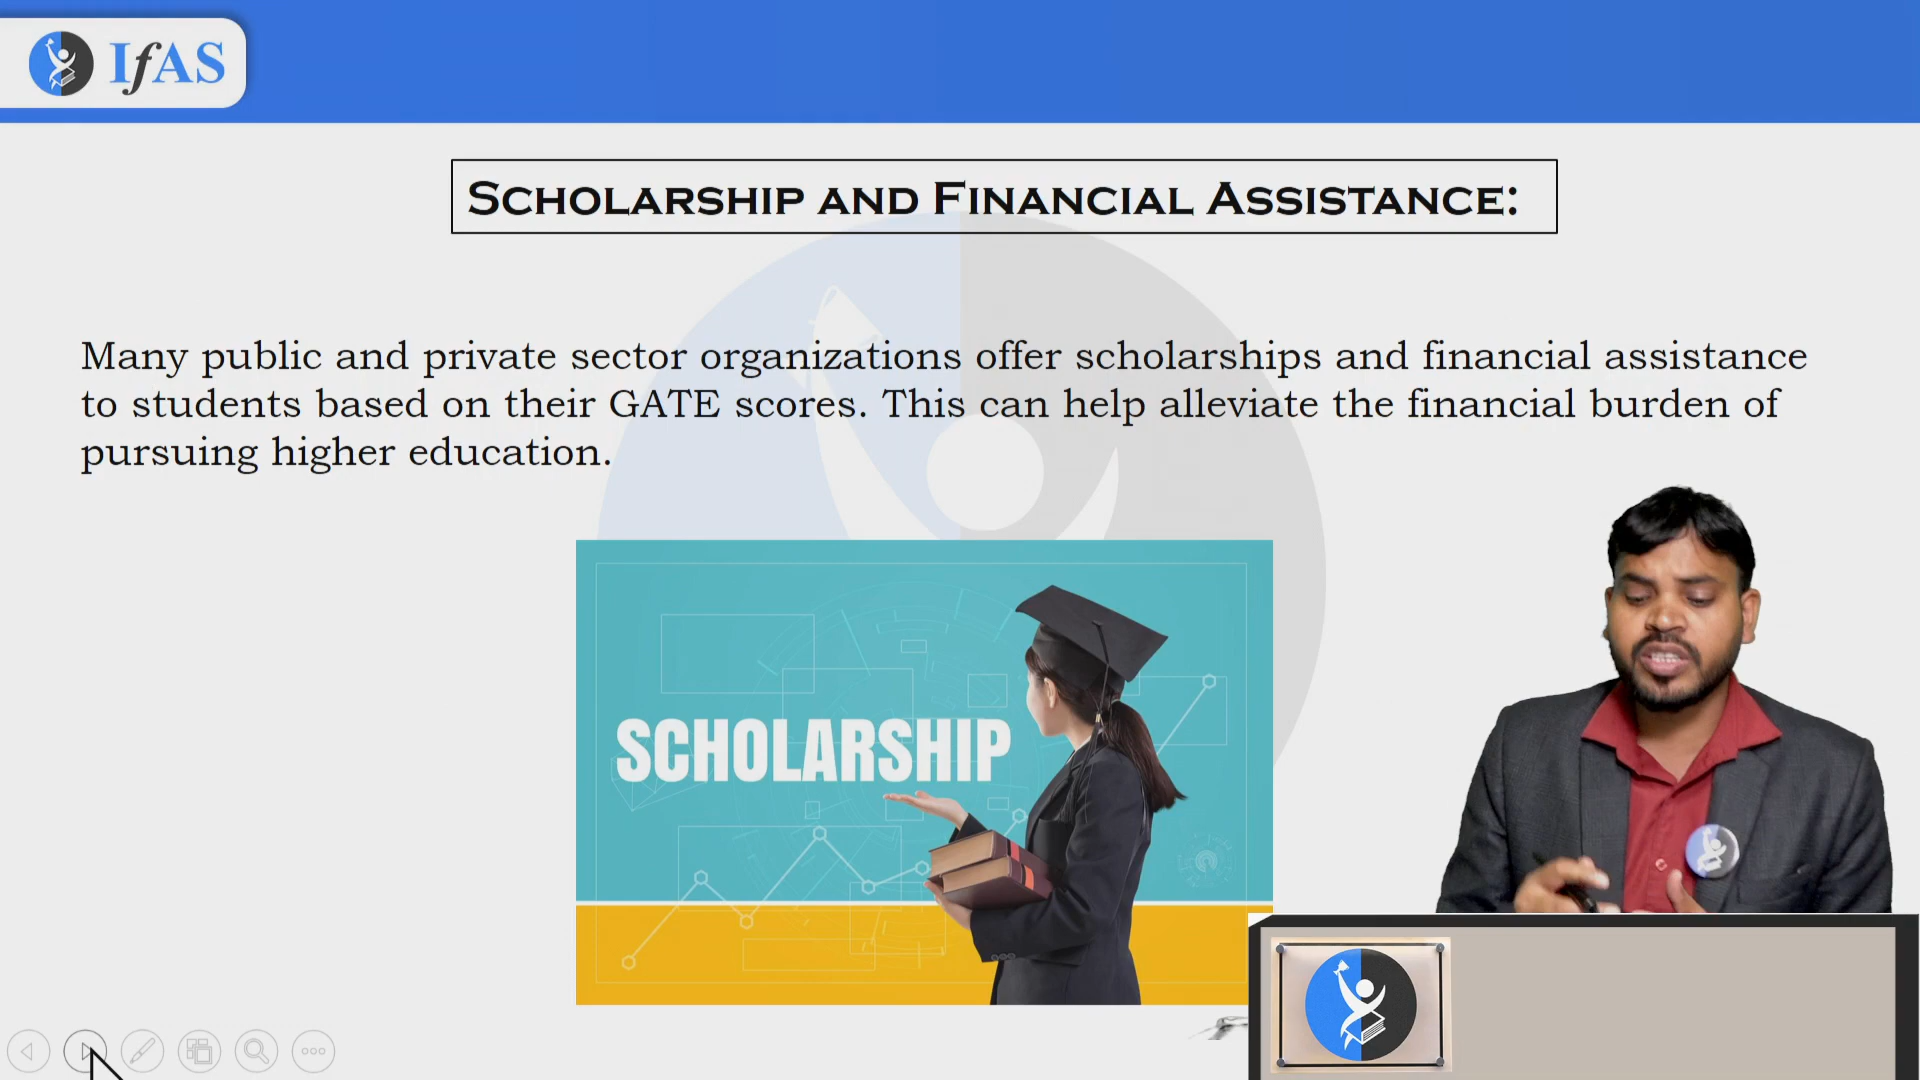 IfAS
SCHOLARSHIP AND FINANCIAL ASSISTANCE:
Many public and private sector organizations offer scholarships and financial assistance
to students based on their GATE scores. This can help alleviate the financial burden of
pursuing higher education.
SCHOLARSHIP